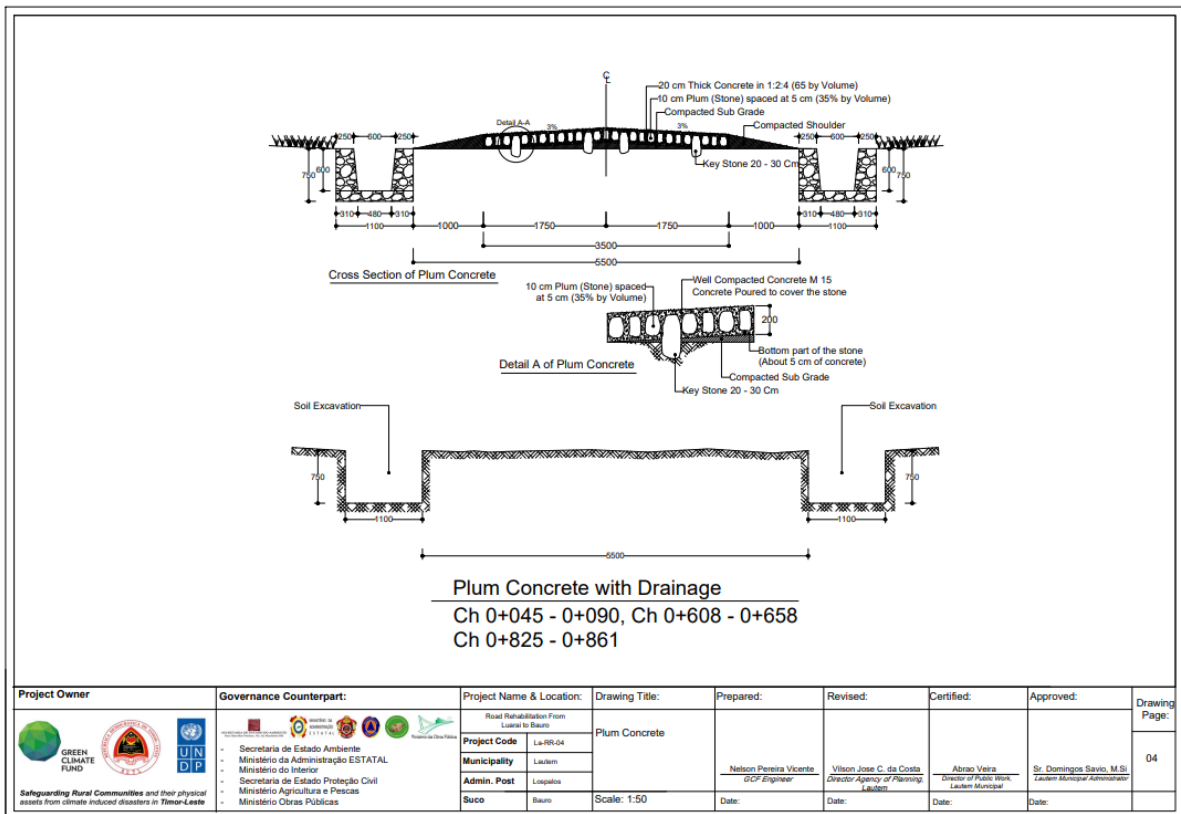 ℄
20 cm Thick Concrete in 1:2:4 (65 by Volume)
10 cm Plum (Stone) spaced at 5 cm (35% by Volume)
Compacted Sub Grade
Detail A-A
3%
3%
Compacted Shoulder
250
600
250
250
600
250
750
600
Key Stone 20 - 30 Cm
600
750
310
480
310
310
480
310
1100
1000
1750
1750
1000
1100
3500
5500
Cross Section of Plum Concrete
10 cm Plum (Stone) spaced
at 5 cm (35% by Volume)
Well Compacted Concrete M 15
Concrete Poured to cover the stone
200
Bottom part of the stone
(About 5 cm of concrete)
Detail A of Plum Concrete
Compacted Sub Grade
Key Stone 20 - 30 Cm
Soil Excavation
Soil Excavation
750
750
1100
1100
5500
Plum Concrete with Drainage
Ch 0+045 - 0+090, Ch 0+608 - 0+658
Ch 0+825 - 0+861
Project Owner
GREEN
CLIMATE
FUND
U N
D P
Safeguarding Rural Communities and their physical
assets from climate induced disasters in Timor-Leste
Governance Counterpart:
- Secretaria de Estado Ambiente
- Ministério da Administração ESTATAL
- Ministério do Interior
- Secretaria de Estado Proteção Civil
- Ministério Agricultura e Pescas
- Ministério Obras Públicas
Project Name & Location:
Road Rehabilitation From
Luarai to Bauro
Project Code La-RR-04
Municipality Lautem
Admin. Post Lospalos
Suco Bauro
Drawing Title:
Plum Concrete
Scale: 1:50
Prepared:
Nelson Pereira Vicente
GCF Engineer
Date:
Revised:
Vilson Jose C. da Costa
Director Agency of Planning,
Lautem
Date:
Certified:
Abrao Veira
Director of Public Work,
Lautem Municipal
Date:
Approved:
Sr. Domingos Savio, M.Si
Lautem Municipal Administrator
Date:
Drawing
Page:
04